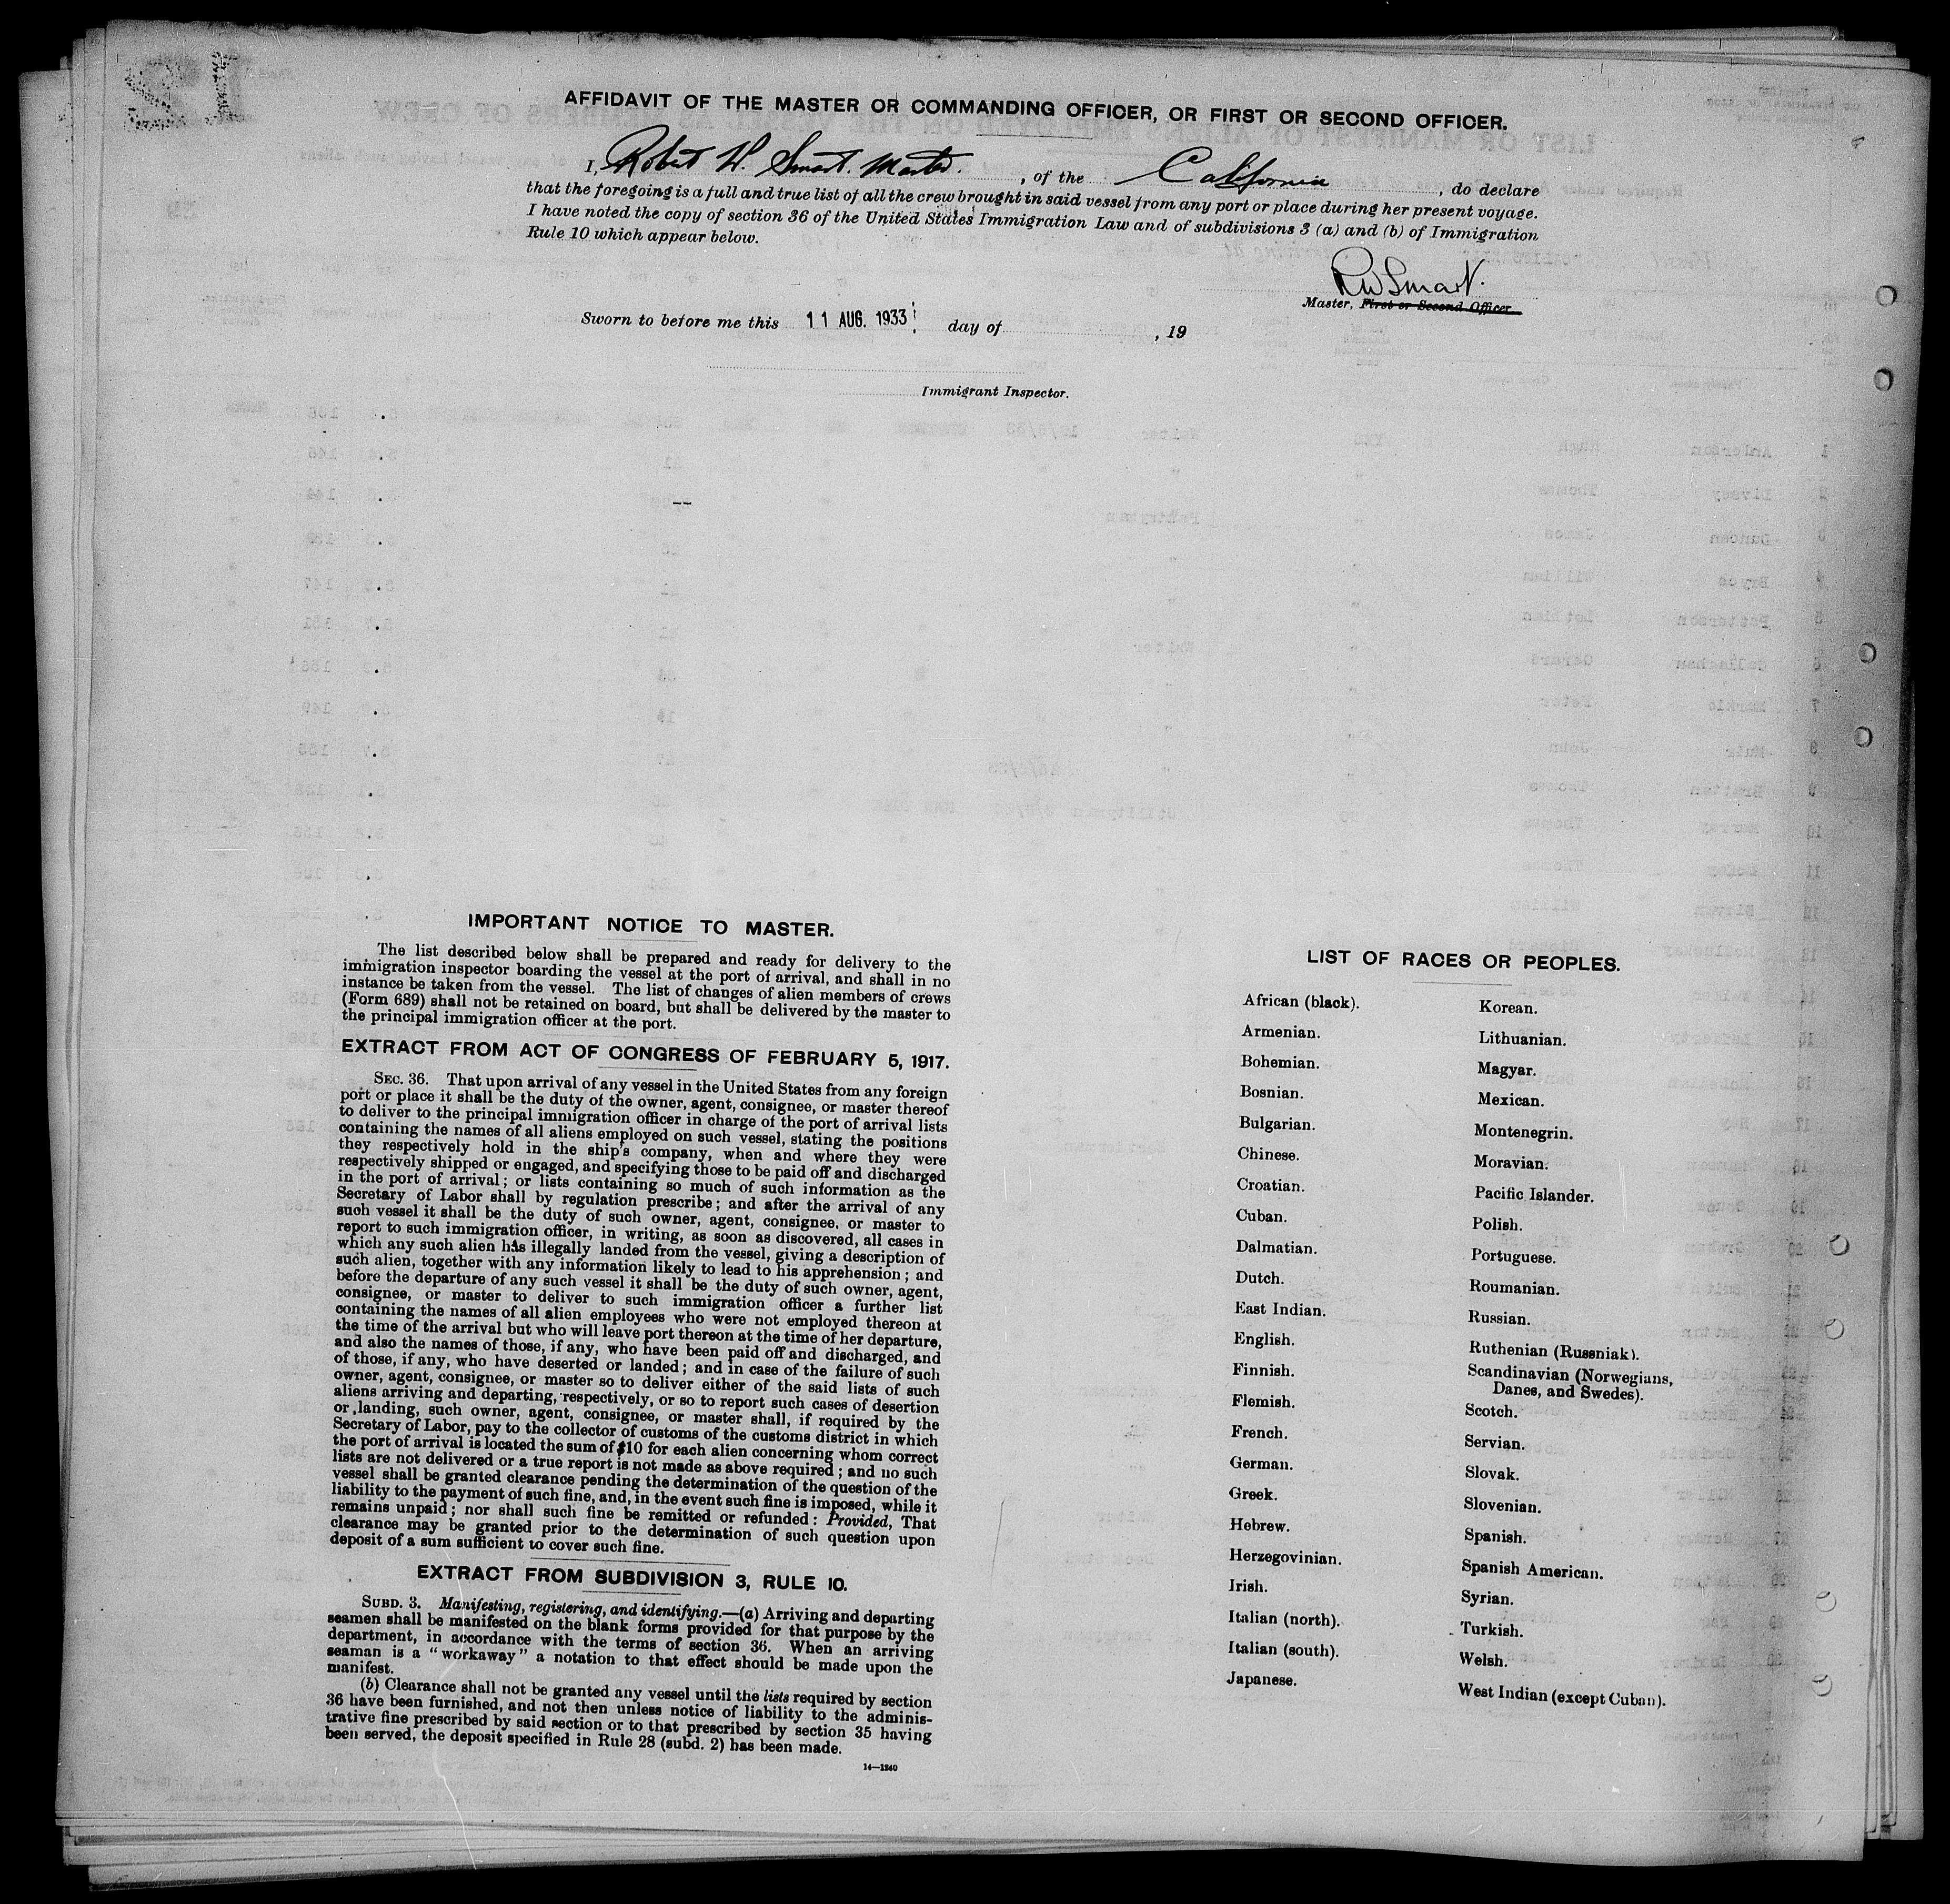 AFFIDAVIT OF THE MASTER OR COMMANDING OFFICER, OR FIRST OR SECOND OFFICER.
I, Robert W. Smart. Master. , of the California , do declare
that the foregoing is a full and true list of all the crew brought in said vessel from any port or place during her present voyage.
I have noted the copy of section 36 of the United States Immigration Law and of subdivisions 3 (a) and (b) of Immigration
Rule 10 which appear below.
RW Smart.
Master, First or Second Officer.
Sworn to before me this 11 AUG. 1933 day of , 19
Immigrant Inspector.
IMPORTANT NOTICE TO MASTER.
The list described below shall be prepared and ready for delivery to the
immigration inspector boarding the vessel at the port of arrival, and shall in no
instance be taken from the vessel. The list of changes of alien members of crews
(Form 689) shall not be retained on board, but shall be delivered by the master to
the principal immigration officer at the port.
EXTRACT FROM ACT OF CONGRESS OF FEBRUARY 5, 1917.
SEC. 36. That upon arrival of any vessel in the United States from any foreign
port or place it shall be the duty of the owner, agent, consignee, or master thereof
to deliver to the principal immigration officer in charge of the port of arrival lists
containing the names of all aliens employed on such vessel, stating the positions
they respectively hold in the ship's company, when and where they were
respectively shipped or engaged, and specifying those to be paid off and discharged
in the port of arrival; or lists containing so much of such information as the
Secretary of Labor shall by regulation prescribe; and after the arrival of any
such vessel it shall be the duty of such owner, agent, consignee, or master to
report to such immigration officer, in writing, as soon as discovered, all cases in
which any such alien has illegally landed from the vessel, giving a description of
such alien, together with any information likely to lead to his apprehension; and
before the departure of any such vessel it shall be the duty of such owner, agent,
consignee, or master to deliver to such immigration officer a further list
containing the names of all alien employees who were not employed thereon at
the time of the arrival but who will leave port thereon at the time of her departure,
and also the names of those, if any, who have been paid off and discharged, and
of those, if any, who have deserted or landed; and in case of the failure of such
owner, agent, consignee, or master so to deliver either of the said lists of such
aliens arriving and departing, respectively, or so to report such cases of desertion
or landing, such owner, agent, consignee, or master shall, if required by the
Secretary of Labor, pay to the collector of customs of the customs district in which
the port of arrival is located the sum of $10 for each alien concerning whom correct
lists are not delivered or a true report is not made as above required; and no such
vessel shall be granted clearance pending the determination of the question of the
liability to the payment of such fine, and, in the event such fine is imposed, while it
remains unpaid; nor shall such fine be remitted or refunded: Provided, That
clearance may be granted prior to the determination of such question upon
deposit of a sum sufficient to cover such fine.
EXTRACT FROM SUBDIVISION 3, RULE 10.
SUBD. 3. Manifesting, registering, and identifying.—(a) Arriving and departing
seamen shall be manifested on the blank forms provided for that purpose by the
department, in accordance with the terms of section 36. When an arriving
seaman is a "workaway" a notation to that effect should be made upon the
manifest.
(b) Clearance shall not be granted any vessel until the lists required by section
36 have been furnished, and not then unless notice of liability to the adminis-
trative fine prescribed by said section or to that prescribed by section 35 having
been served, the deposit specified in Rule 28 (subd. 2) has been made.
14—1240
LIST OF RACES OR PEOPLES.
African (black).
Armenian.
Bohemian.
Bosnian.
Bulgarian.
Chinese.
Croatian.
Cuban.
Dalmatian.
Dutch.
East Indian.
English.
Finnish.
Flemish.
French.
German.
Greek.
Hebrew.
Herzegovinian.
Irish.
Italian (north).
Italian (south).
Japanese.
Korean.
Lithuanian.
Magyar.
Mexican.
Montenegrin.
Moravian.
Pacific Islander.
Polish.
Portuguese.
Roumanian.
Russian.
Ruthenian (Russniak).
Scandinavian (Norwegians,
Danes, and Swedes).
Scotch.
Servian.
Slovak.
Slovenian.
Spanish.
Spanish American.
Syrian.
Turkish.
Welsh.
West Indian (except Cuban).